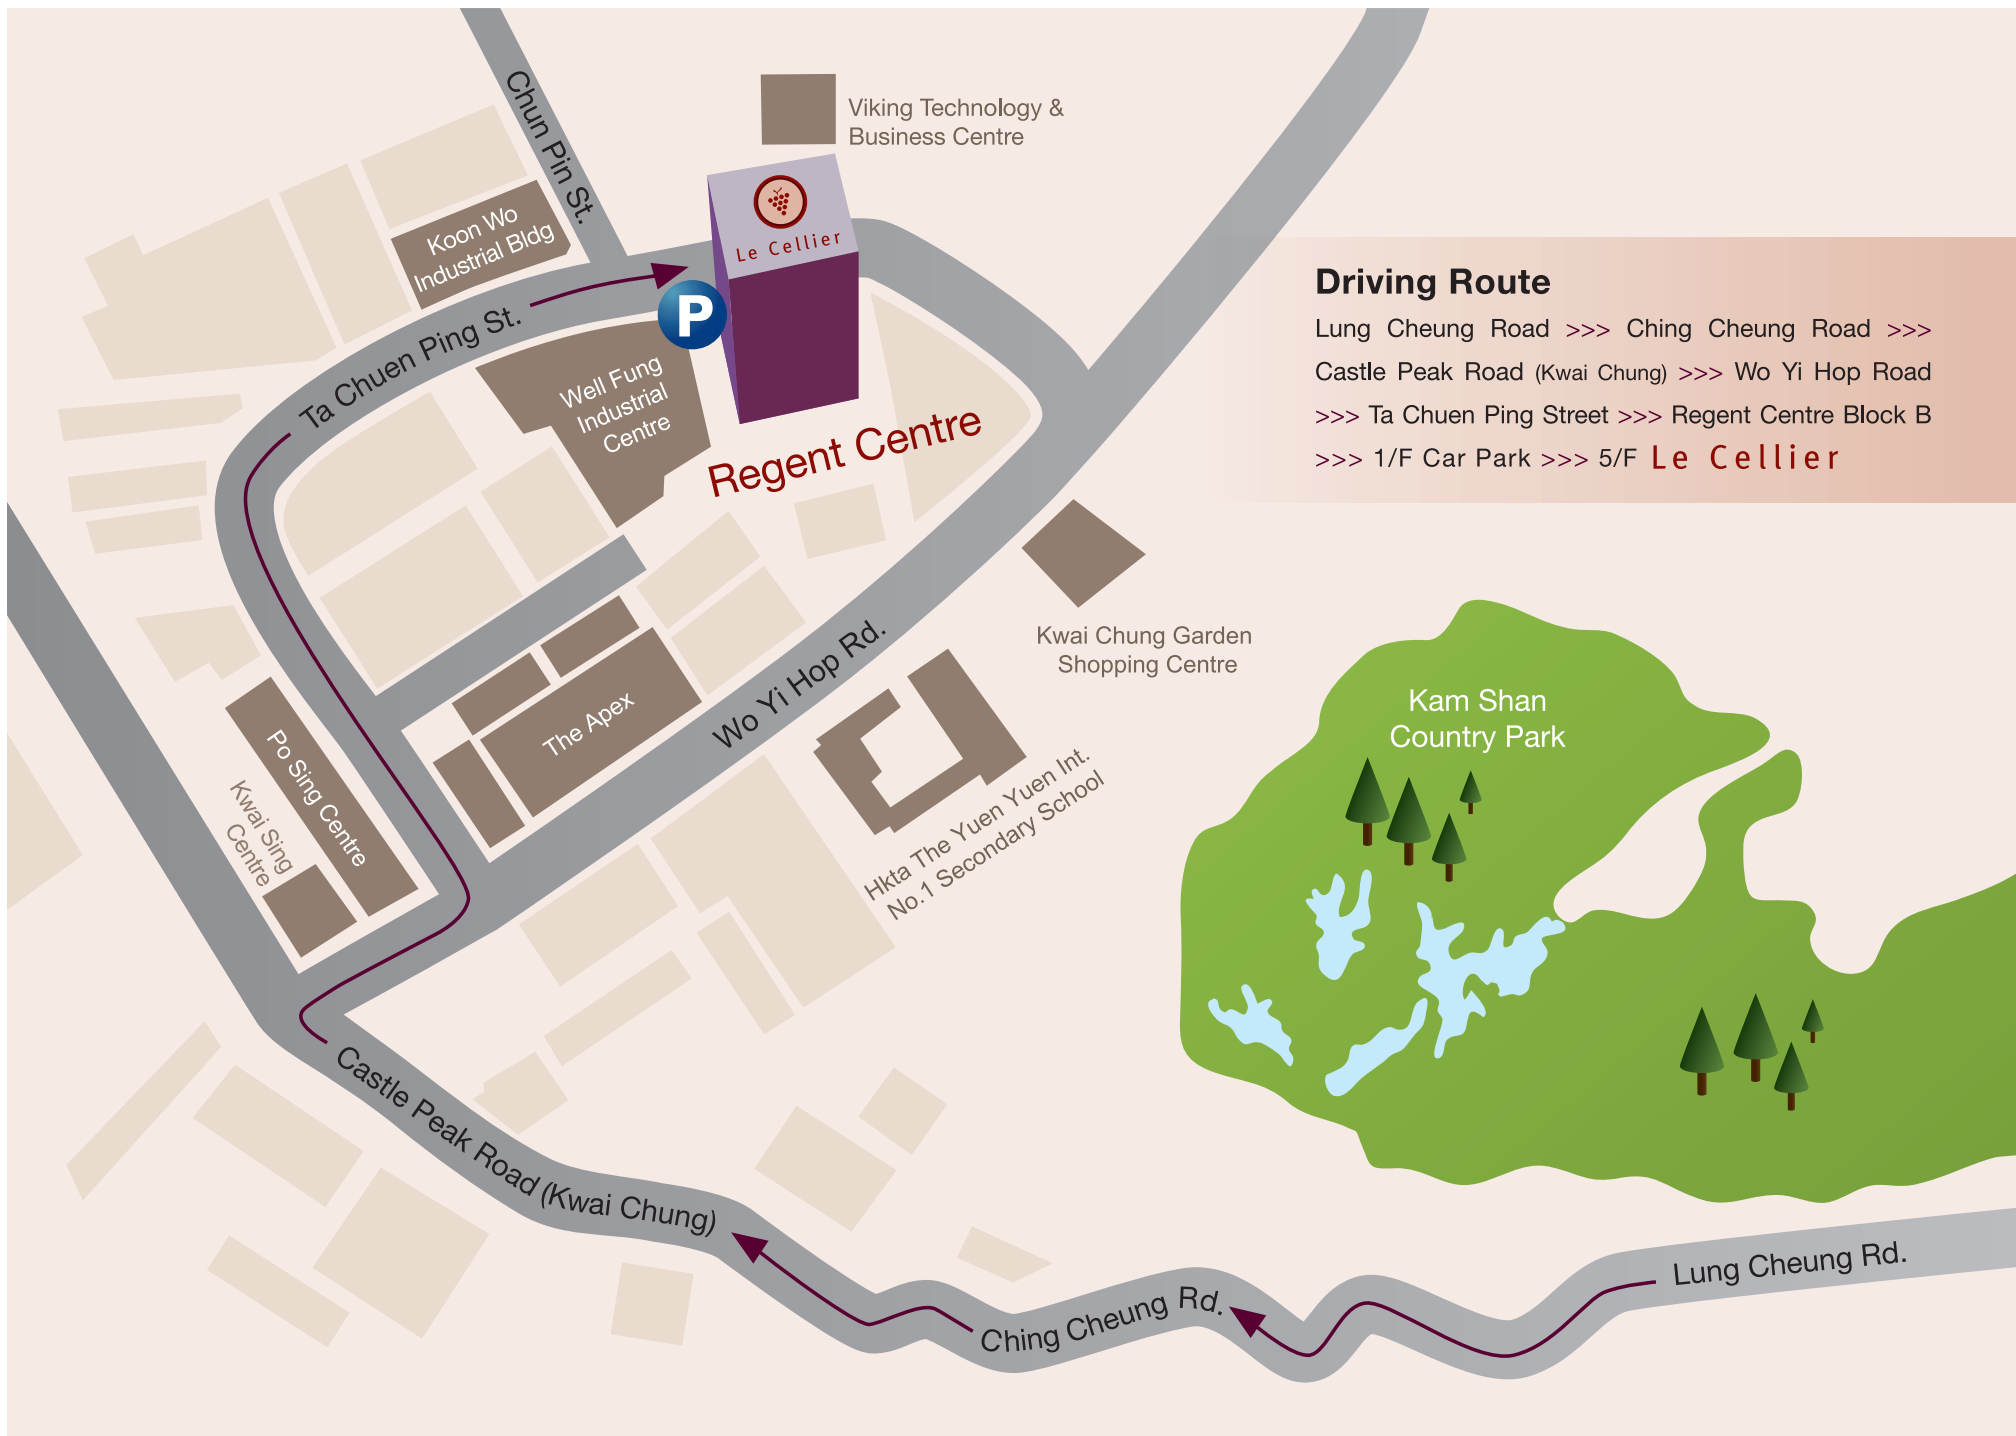 Chun Pin St.
Viking Technology &
Business Centre
Koon Wo
Industrial Bldg
Le Cellier
P
Ta Chuen Ping St.
Well Fung
Industrial
Centre
Regent Centre
Driving Route
Lung Cheung Road >>> Ching Cheung Road >>>
Castle Peak Road (Kwai Chung) >>> Wo Yi Hop Road
>>> Ta Chuen Ping Street >>> Regent Centre Block B
>>> 1/F Car Park >>> 5/F Le Cellier
Kwai Chung Garden
Shopping Centre
Wo Yi Hop Rd.
The Apex
Po Sing Centre
Kwai Sing
Centre
Hkta The Yuen Yuen Int.
No.1 Secondary School
Kam Shan
Country Park
Castle Peak Road (Kwai Chung)
Ching Cheung Rd.
Lung Cheung Rd.